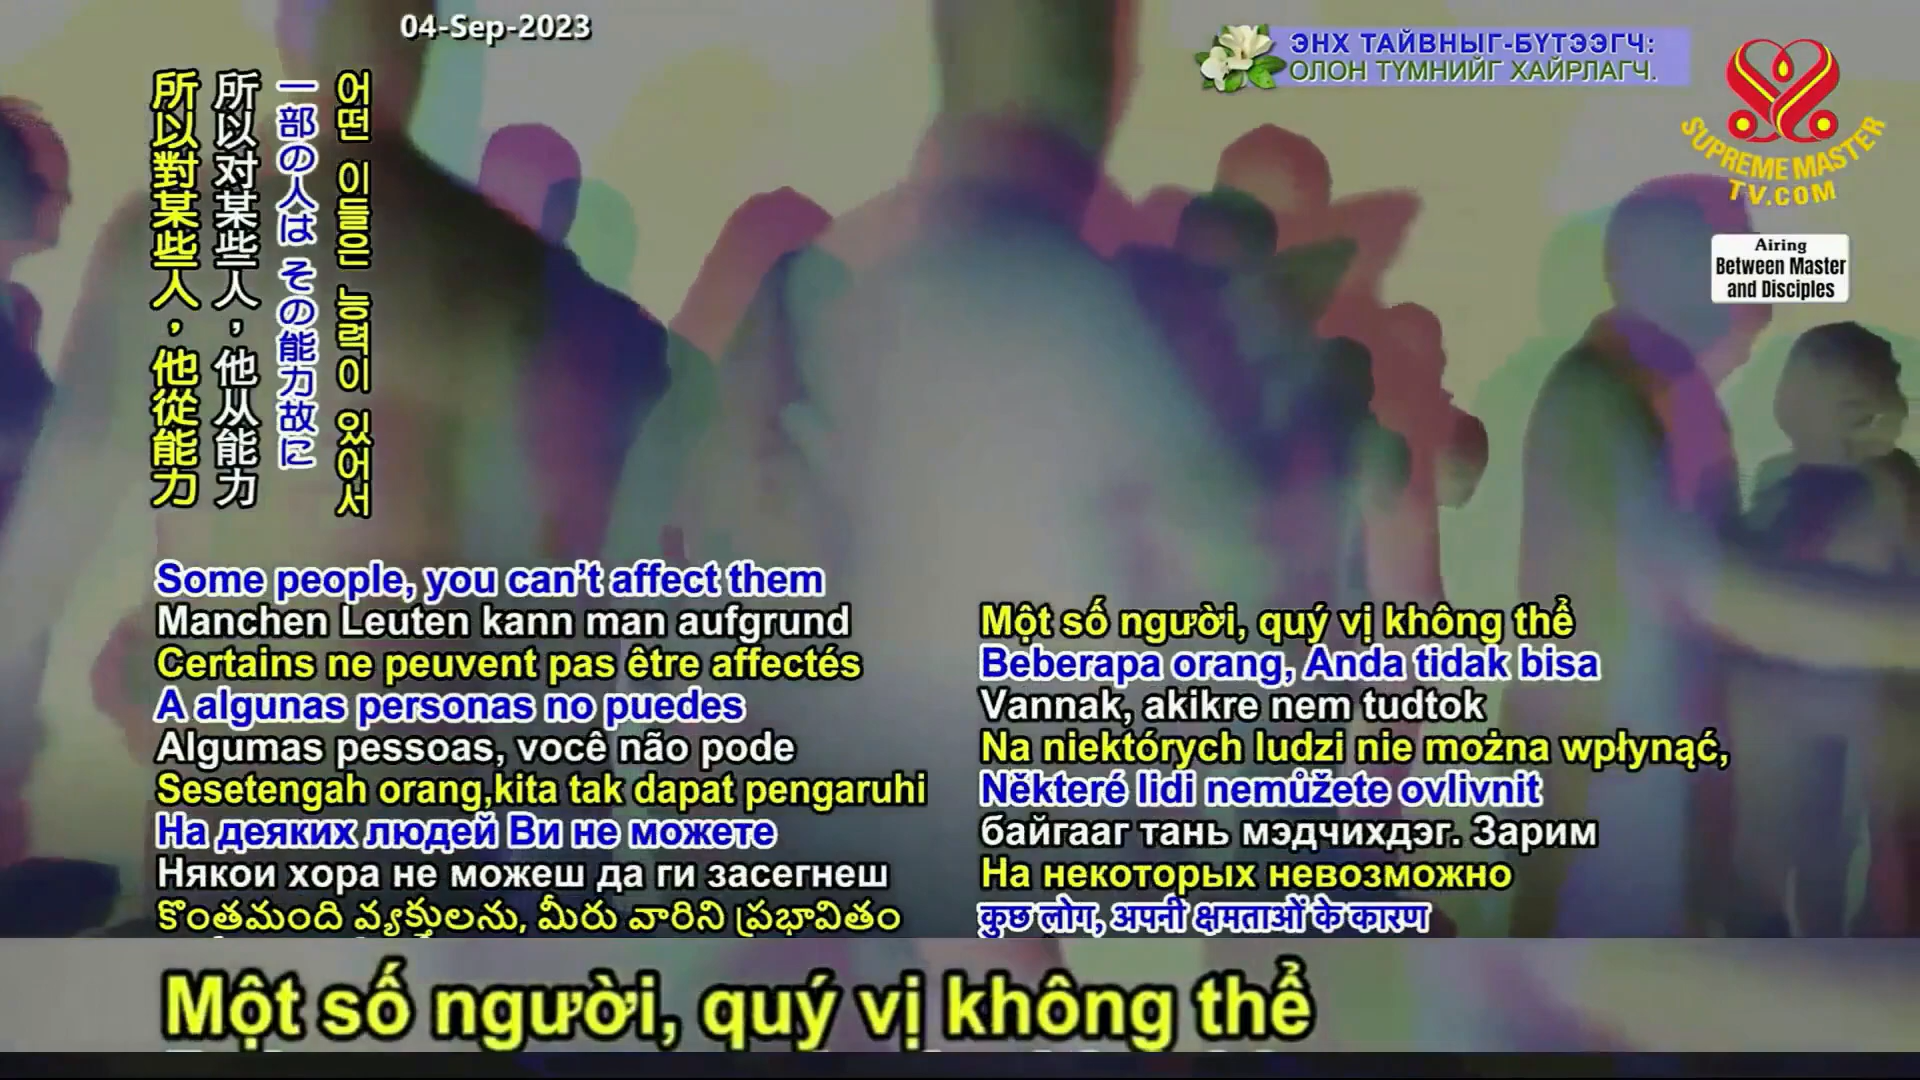 04-Sep-2023
ЭНХ ТАЙВНЫГ-БҮТЭЭГЧ:
ОЛОН ТҮМНИЙГ ХАЙРЛАГЧ.
SUPREME MASTER
TV.COM
Airing
Between Master
and Disciples
어떤 이들은 능력이 있어서
一部の人は その能力故に
所以对某些人，他从能力
所以對某些人，他從能力
Some people, you can’t affect them
Manchen Leuten kann man aufgrund
Certains ne peuvent pas être affectés
A algunas personas no puedes
Algumas pessoas, você não pode
Sesetengah orang,kita tak dapat pengaruhi
На деяких людей Ви не можете
Някои хора не можеш да ги засегнеш
కొంతమంది వ్యక్తులను, మీరు వారిని ప్రభావితం
Một số người, quý vị không thể
Beberapa orang, Anda tidak bisa
Vannak, akikre nem tudtok
Na niektórych ludzi nie można wpłynąć,
Některé lidi nemůžete ovlivnit
байгааг тань мэдчихдэг. Зарим
На некоторых невозможно
कुछ लोग, अपनी क्षमताओं के कारण
Một số người, quý vị không thể